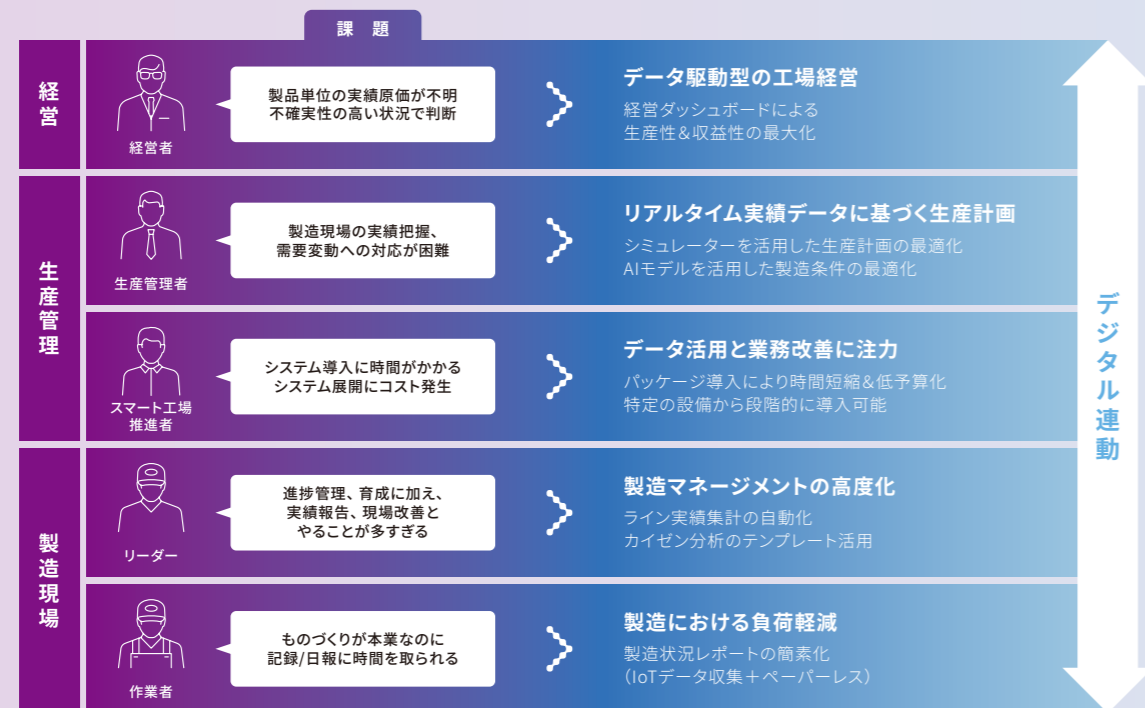 課 題
経営
経営者
製品単位の実績原価が不明
不確実性の高い状況で判断
データ駆動型の工場経営
経営ダッシュボードによる
生産性&収益性の最大化
生産管理
生産管理者
製造現場の実績把握、
需要変動への対応が困難
リアルタイム実績データに基づく生産計画
シミュレーターを活用した生産計画の最適化
AIモデルを活用した製造条件の最適化
スマート工場
推進者
システム導入に時間がかかる
システム展開にコスト発生
データ活用と業務改善に注力
パッケージ導入により時間短縮&低予算化
特定の設備から段階的に導入可能
製造現場
リーダー
進捗管理、育成に加え、
実績報告、現場改善と
やることが多すぎる
製造マネージメントの高度化
ライン実績集計の自動化
カイゼン分析のテンプレート活用
作業者
ものづくりが本業なのに
記録/日報に時間を取られる
製造における負荷軽減
製造状況レポートの簡素化
（IoTデータ収集＋ペーパーレス）
デジタル連動